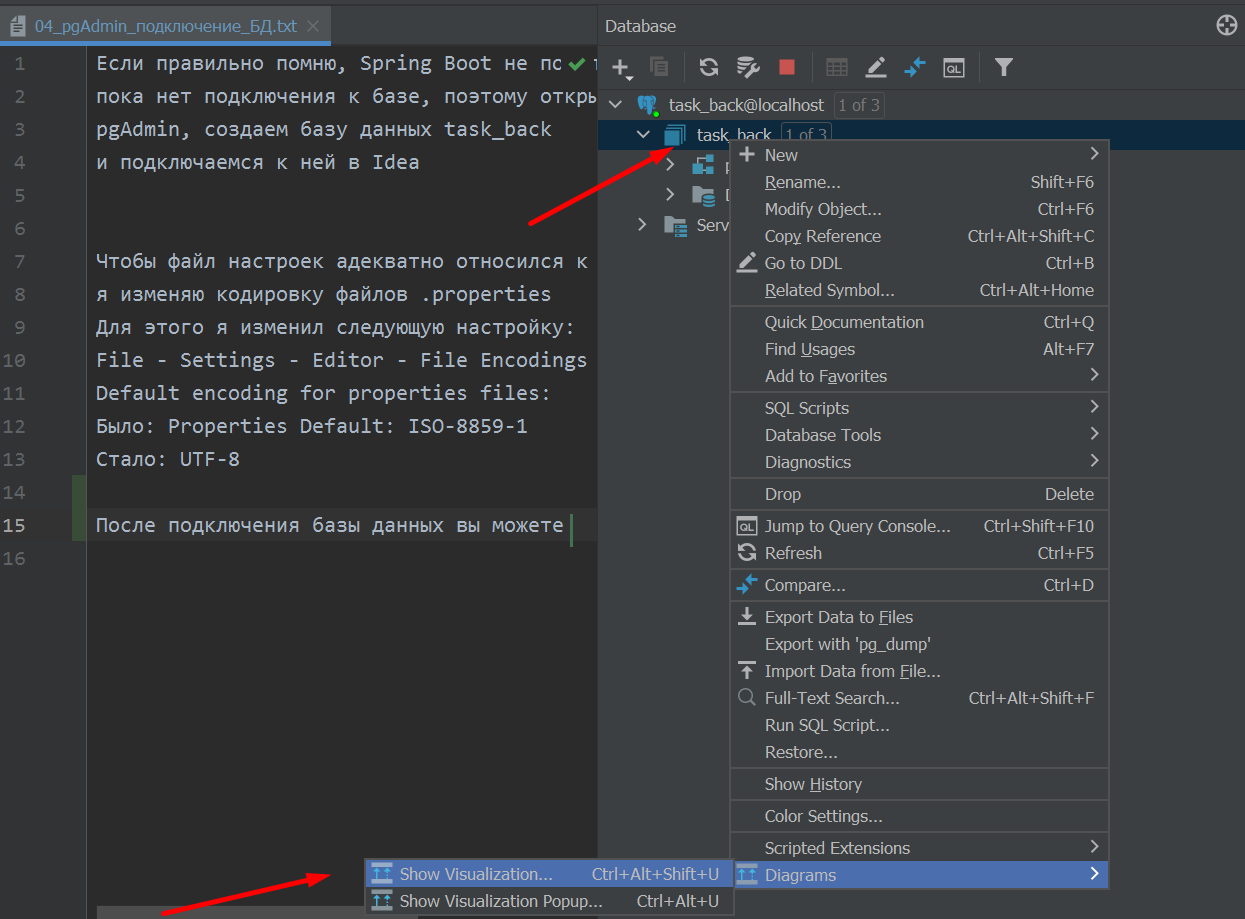 04_pgAdmin_подключение_БД.txt
1 Если правильно помню, Spring Boot не
2 пока нет подключения к базе, поэтому
3 pgAdmin, создаем базу данных task_back
4 и подключаемся к ней в Idea
5
6
7 Чтобы файл настроек адекватно относился к
8 я изменяю кодировку файлов .properties
9 Для этого я изменил следующую настройку:
10 File - Settings - Editor - File Encodings
11 Default encoding for properties files:
12 Было: Properties Default: ISO-8859-1
13 Стало: UTF-8
14
15 После подключения базы данных вы можете
16
Database
QL
task_back@localhost 1 of 3
task_back 1 of 3
Serv
New
Rename... Shift+F6
Modify Object... Ctrl+F6
Copy Reference Ctrl+Alt+Shift+C
Go to DDL Ctrl+B
Related Symbol... Ctrl+Alt+Home
Quick Documentation Ctrl+Q
Find Usages Alt+F7
Add to Favorites
SQL Scripts
Database Tools
Diagnostics
Drop Delete
QL Jump to Query Console... Ctrl+Shift+F10
Refresh Ctrl+F5
Compare... Ctrl+D
Export Data to Files
Export with 'pg_dump'
Import Data from File...
Full-Text Search... Ctrl+Alt+Shift+F
Run SQL Script...
Restore...
Show History
Color Settings...
Scripted Extensions
Diagrams
Show Visualization... Ctrl+Alt+Shift+U
Show Visualization Popup... Ctrl+Alt+U